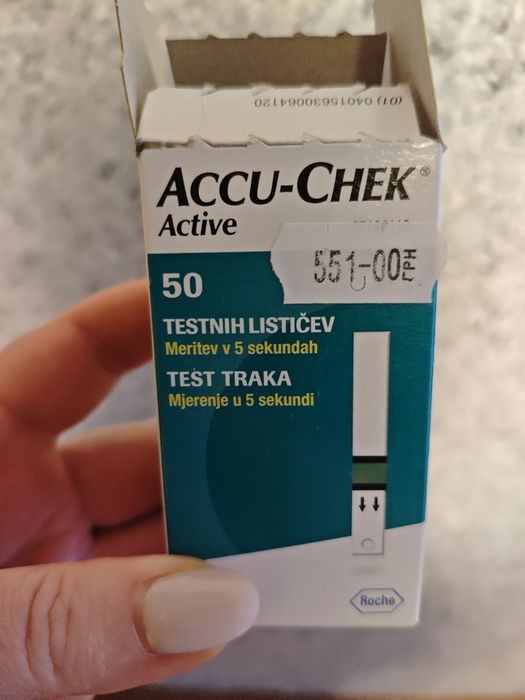 (01) 04015630064120
ACCU-CHEK®
Active
551-00
EPH
50
TESTNIH LISTIČEV
Meritev v 5 sekundah
TEST TRAKA
Mjerenje u 5 sekundi
Roche